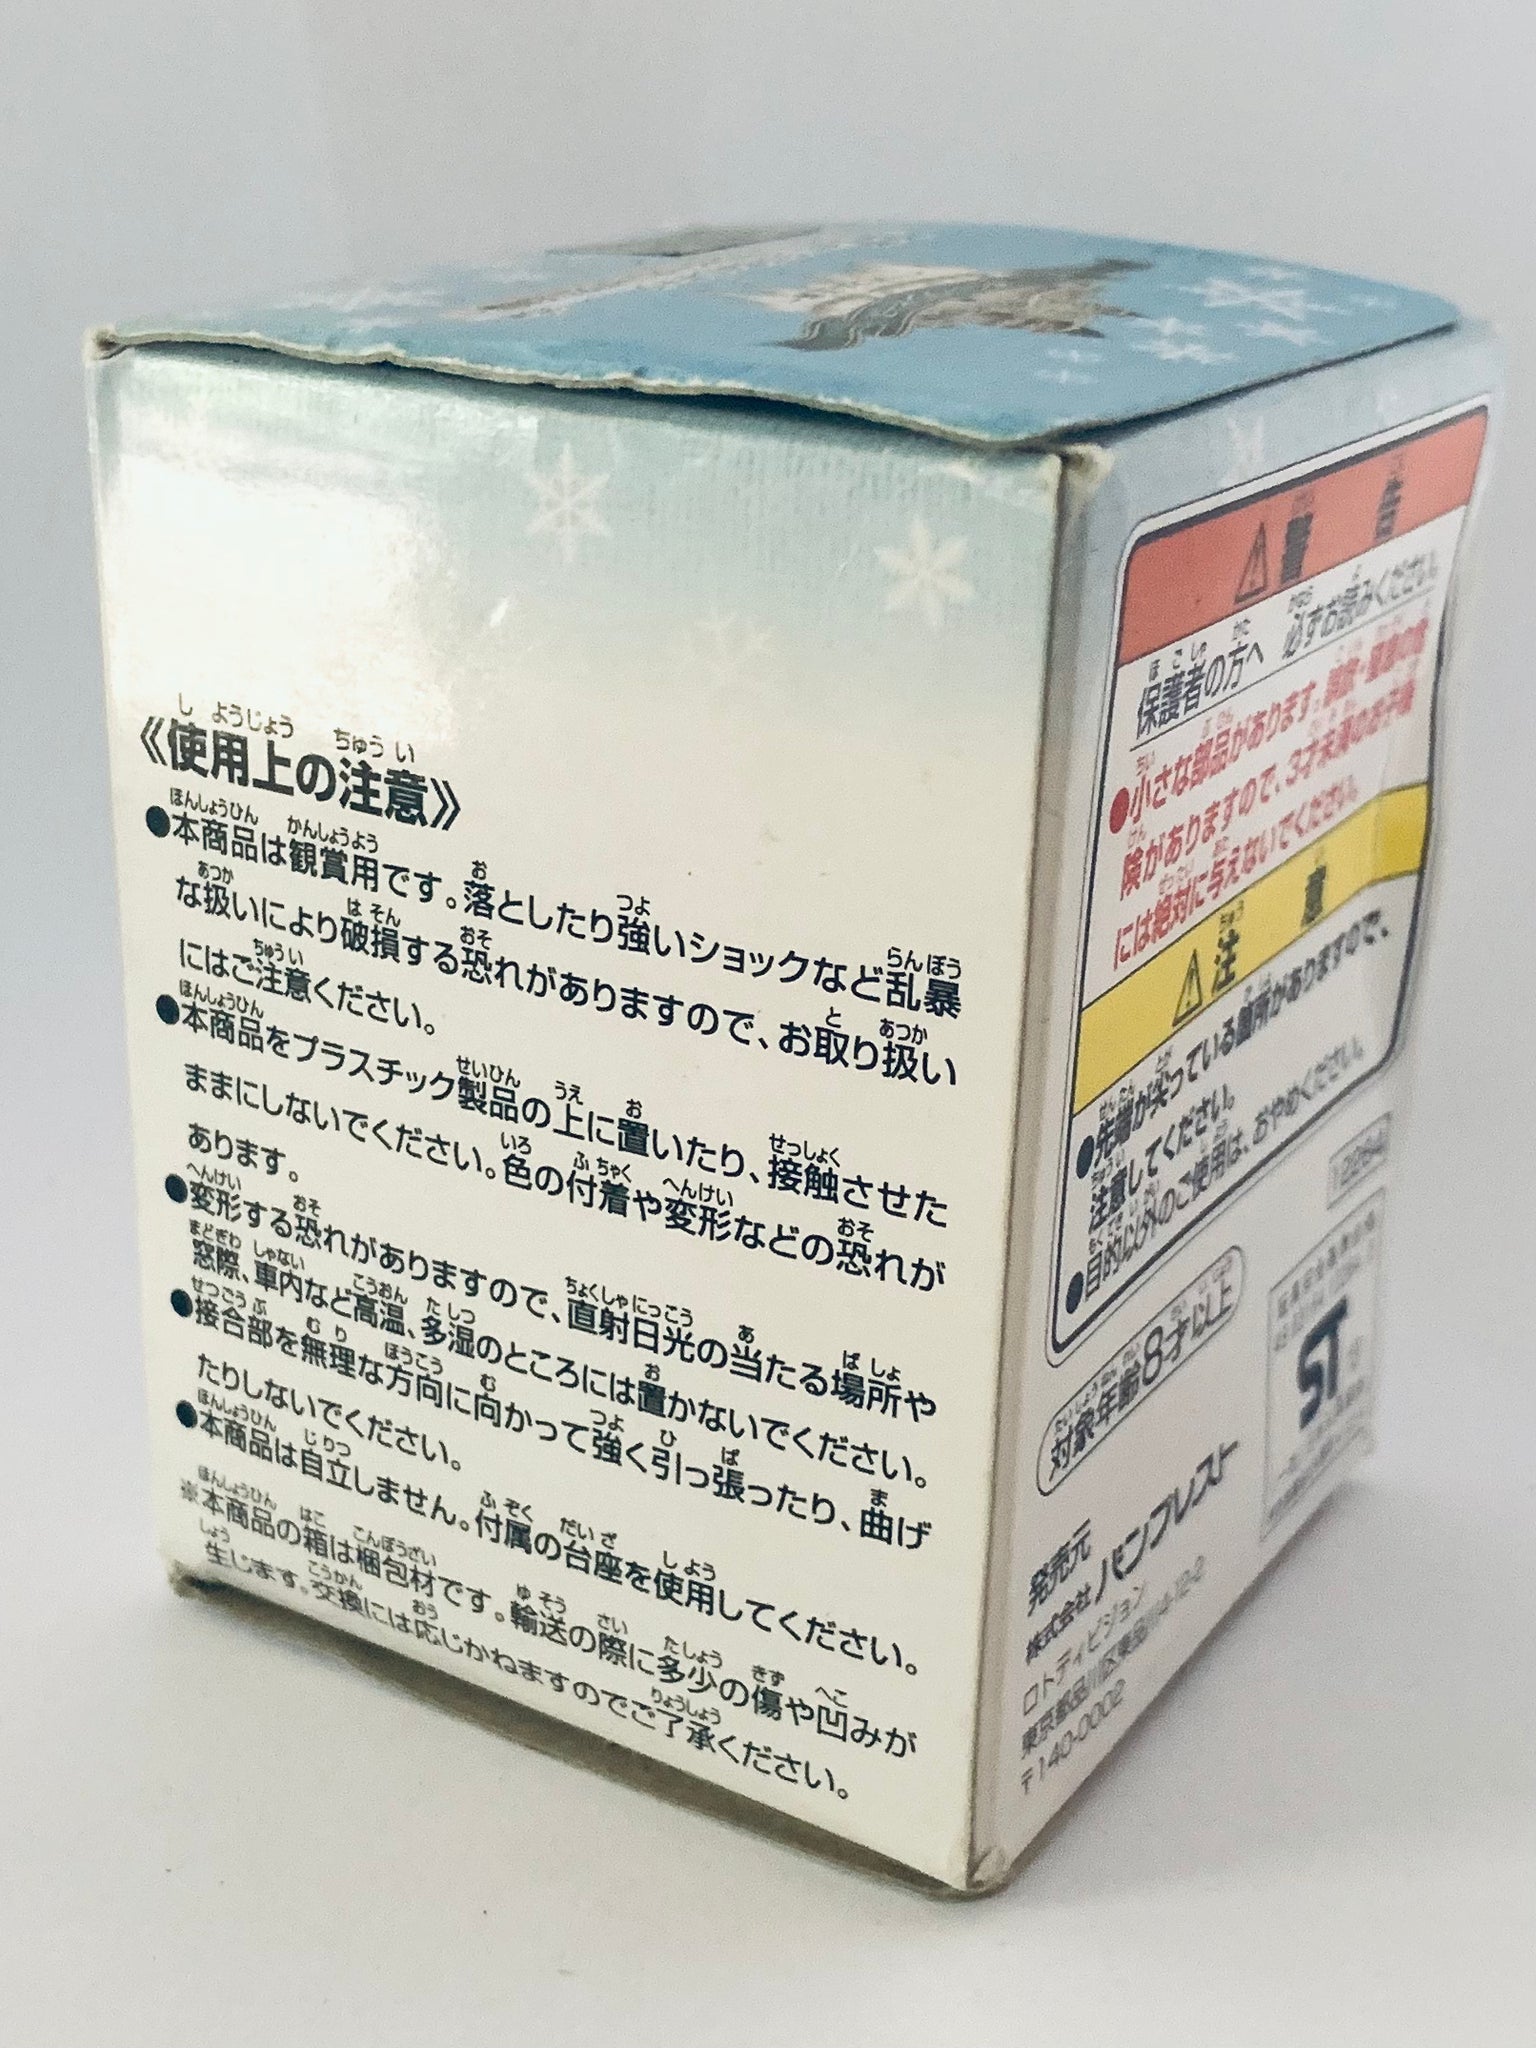 《使用上の注意》
●本商品は観賞用です。落としたり強いショックなど乱暴
な扱いにより破損する恐れがありますので、お取り扱い
にはご注意ください。
●本商品をプラスチック製品の上に置いたり、接触させた
ままにしないでください。色の付着や変形などの恐れが
あります。
●変形する恐れがありますので、直射日光の当たる場所や
窓際、車内など高温、多湿のところには置かないでください。
●接合部を無理な方向に向かって強く引っ張ったり、曲げ
たりしないでください。
●本商品は自立しません。付属の台座を使用してください。
※本商品の箱は梱包材です。輸送の際に多少の傷や凹みが
生じます。交換には応じかねますのでご了承ください。
⚠警告
保護者の方へ 必ずお読みください。
●小さな部品があります。誤飲・窒息の危
険がありますので、3才未満のお子様
には絶対に与えないでください。
⚠注意
●先端が尖っている箇所がありますので、
注意してください。
●目的以外のご使用は、おやめください。
対象年齢8才以上
ST
発売元
株式会社 バンプレスト
ロトディビジョン
東京都品川区東品川4-12-2
〒140-0002